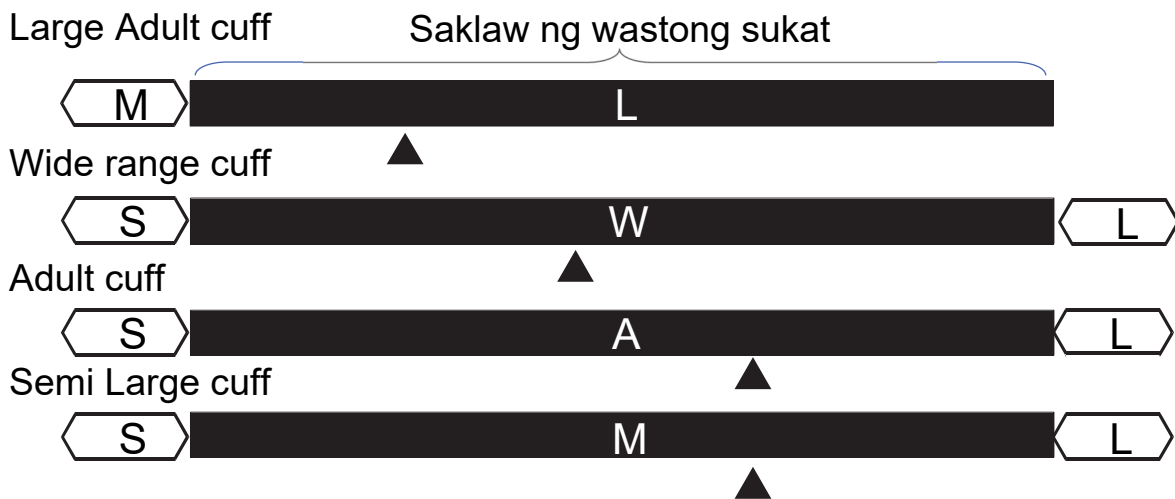 Large Adult cuff Saklaw ng wastong sukat
M L
Wide range cuff
S W L
Adult cuff
S A L
Semi Large cuff
S M L